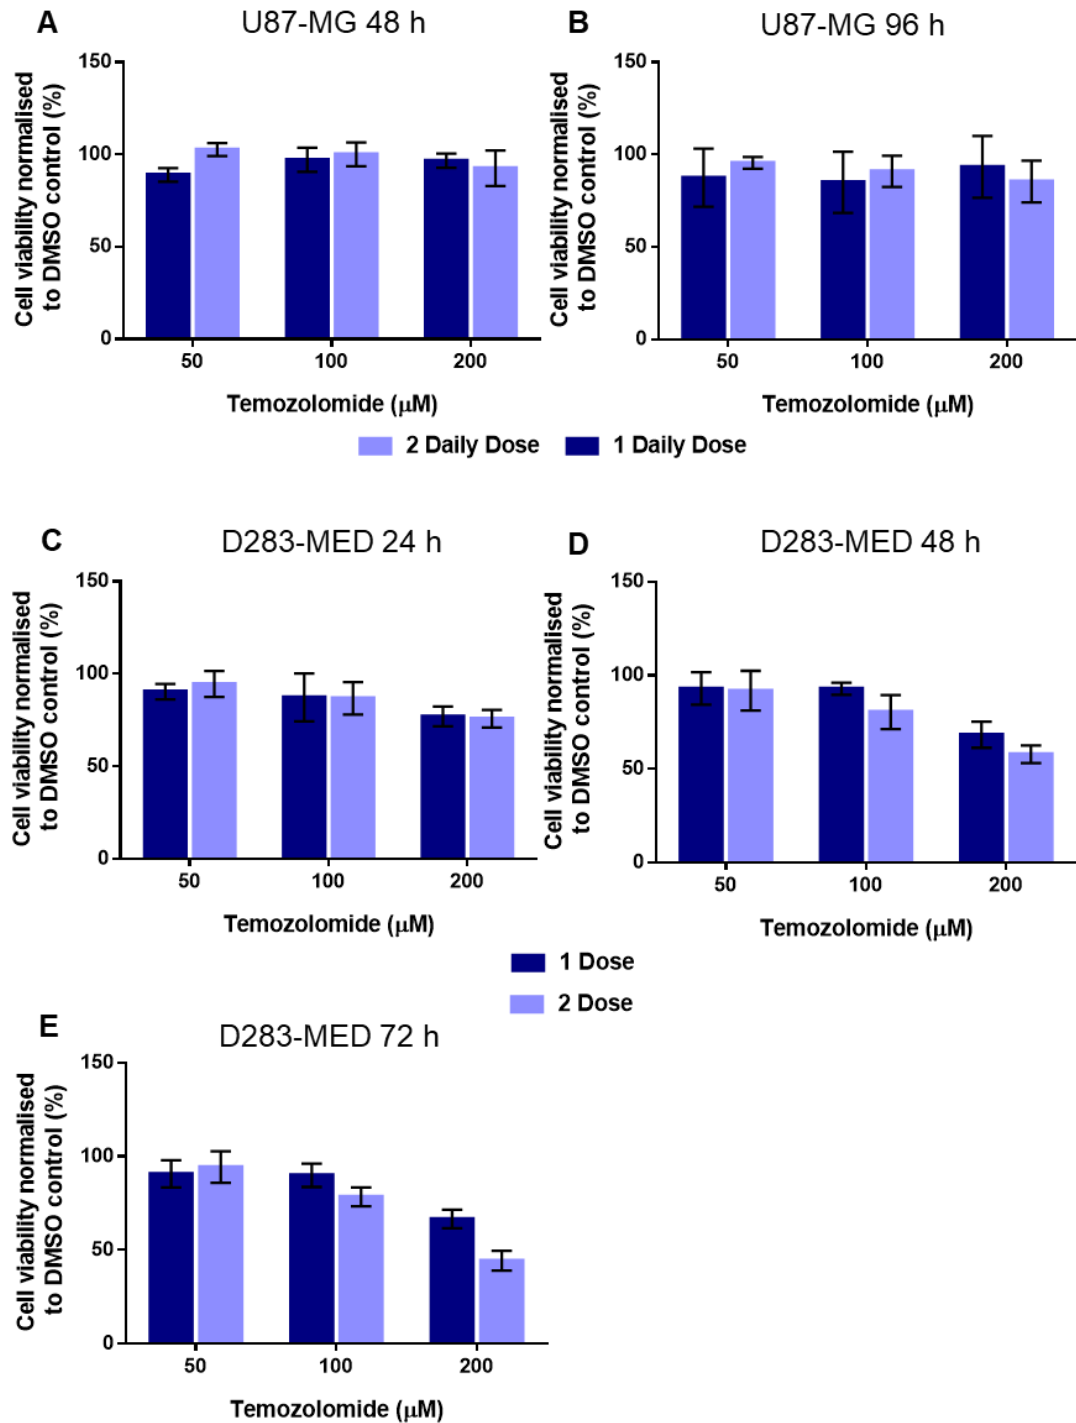 A
U87-MG 48 h
Cell viability normalised
to DMSO control (%)
150
100
50
0
50 100 200
Temozolomide (μM)
B
U87-MG 96 h
Cell viability normalised
to DMSO control (%)
150
100
50
0
50 100 200
Temozolomide (μM)
2 Daily Dose 1 Daily Dose
C
D283-MED 24 h
Cell viability normalised
to DMSO control (%)
150
100
50
0
50 100 200
Temozolomide (μM)
D
D283-MED 48 h
Cell viability normalised
to DMSO control (%)
150
100
50
0
50 100 200
Temozolomide (μM)
1 Dose
2 Dose
E
D283-MED 72 h
Cell viability normalised
to DMSO control (%)
150
100
50
0
50 100 200
Temozolomide (μM)